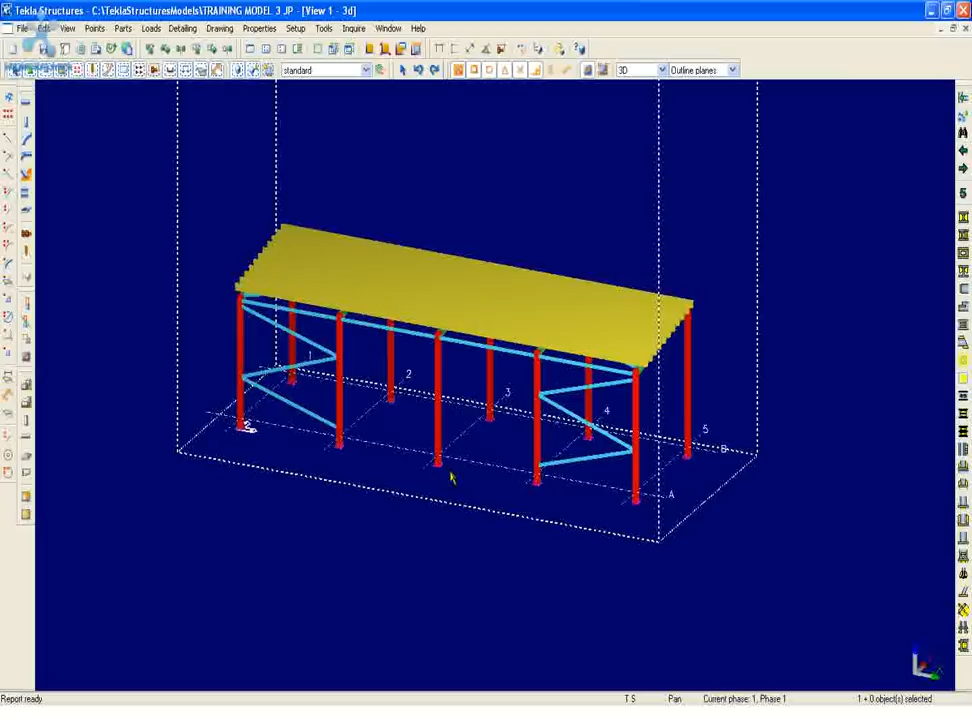 Tekla Structures - C:\TeklaStructuresModels\TRAINING MODEL 3 JP - [View 1 - 3d]
File Edit View Points Parts Loads Detailing Drawing Properties Setup Tools Inquire Window Help
standard 3D Outline planes
1
2
3
4
5
B
A
Report ready T S Pan Current phase: 1, Phase 1 1 + 0 object(s) selected